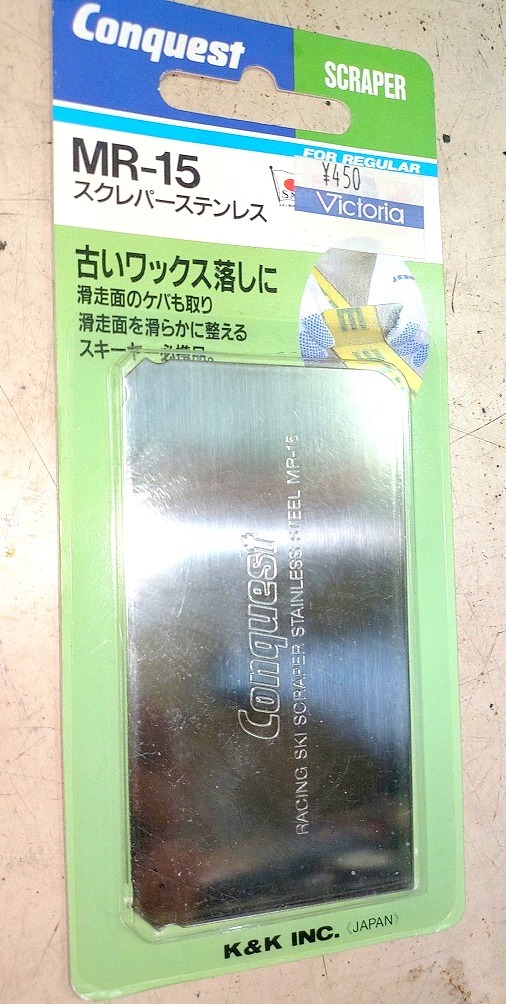 Conquest
SCRAPER
FOR REGULAR
MR-15
スクレパーステンレス
¥450
Victoria
古いワックス落しに
滑走面のケバも取り
滑走面を滑らかに整える
Conquest
RACING SKI SCRAPER STAINLESS STEEL MR-15
K&K INC.《JAPAN》